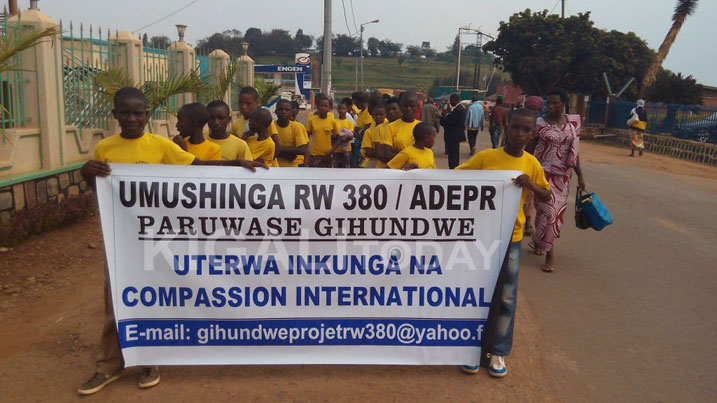 ENGEN
UMUSHINGA RW 380 / ADEPR
PARUWASE GIHUNDWE
KIGALI TODAY
UTERWA INKUNGA NA
COMPASSION INTERNATIONAL
E-mail: gihundweprojetrw380@yahoo.f